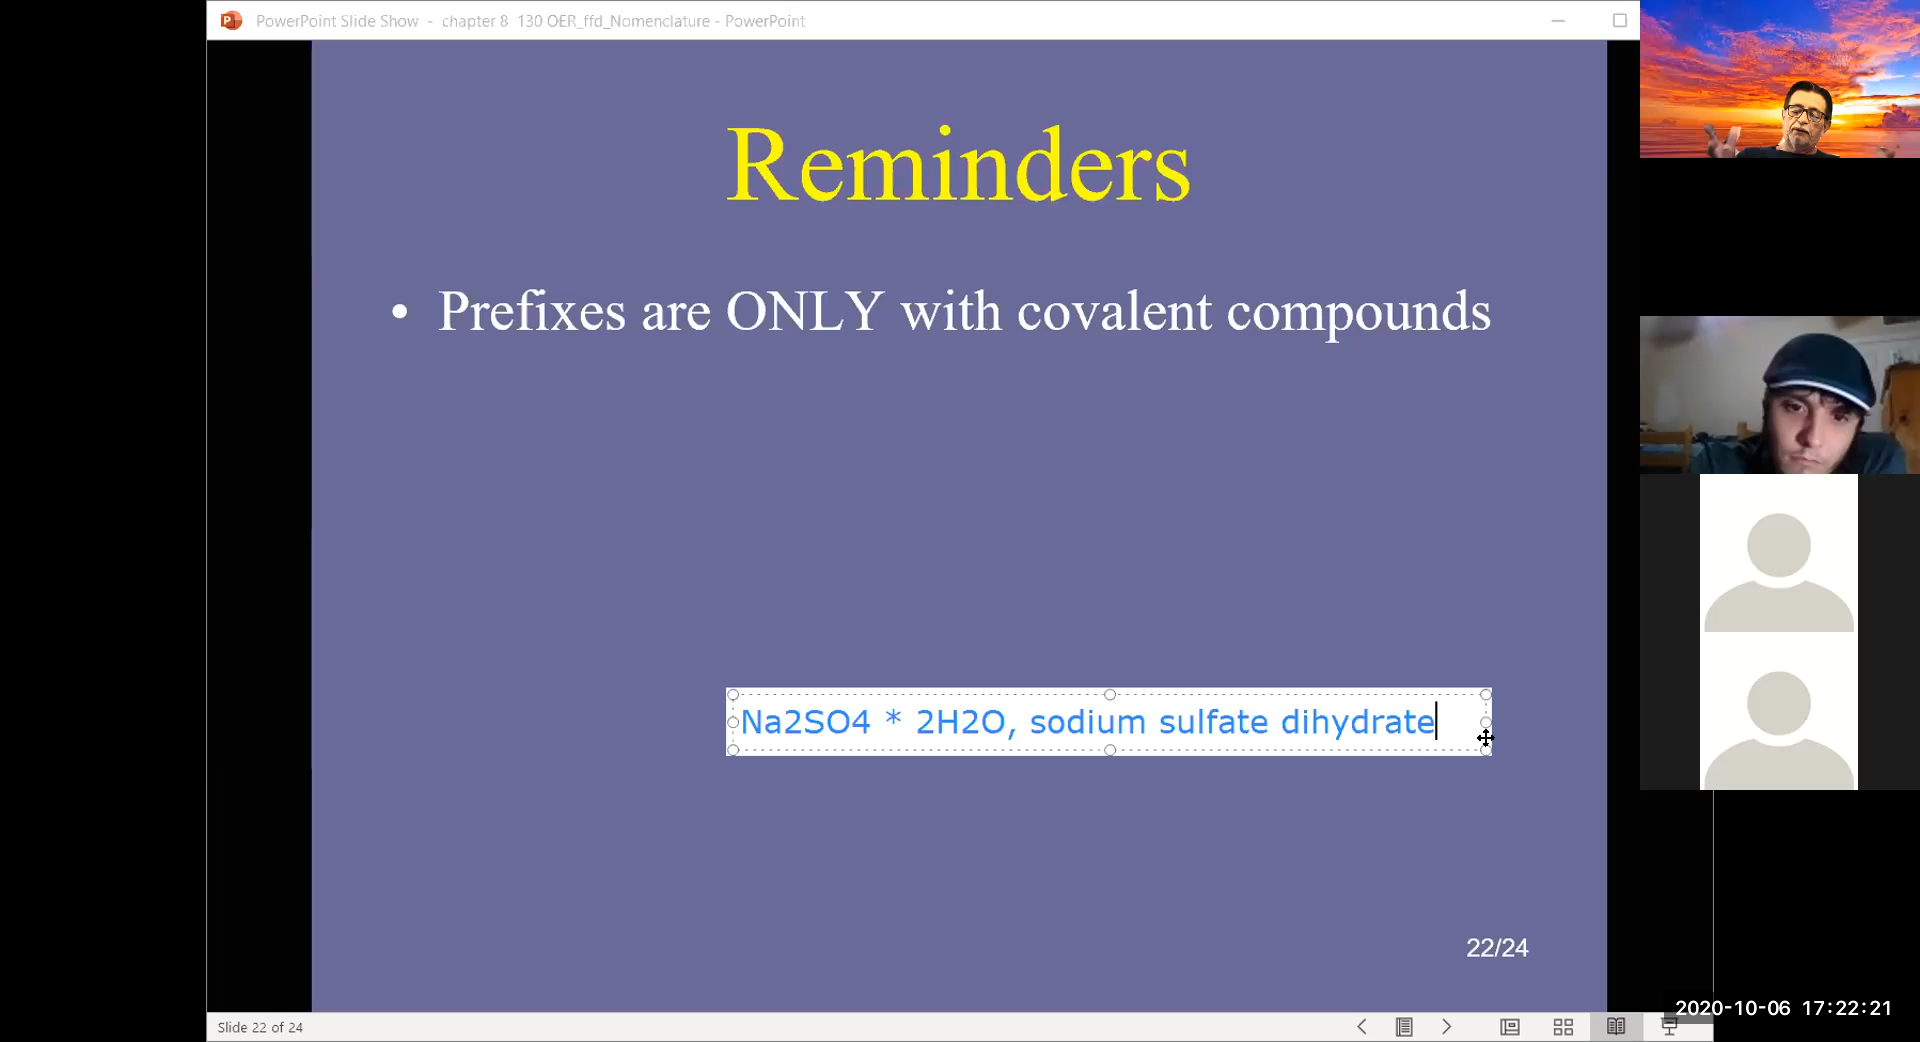 PowerPoint Slide Show - chapter 8 130 OER_ffd_Nomenclature - PowerPoint
Reminders
• Prefixes are ONLY with covalent compounds
Na2SO4 * 2H2O, sodium sulfate dihydrate
22/24
2020-10-06 17:22:21
Slide 22 of 24